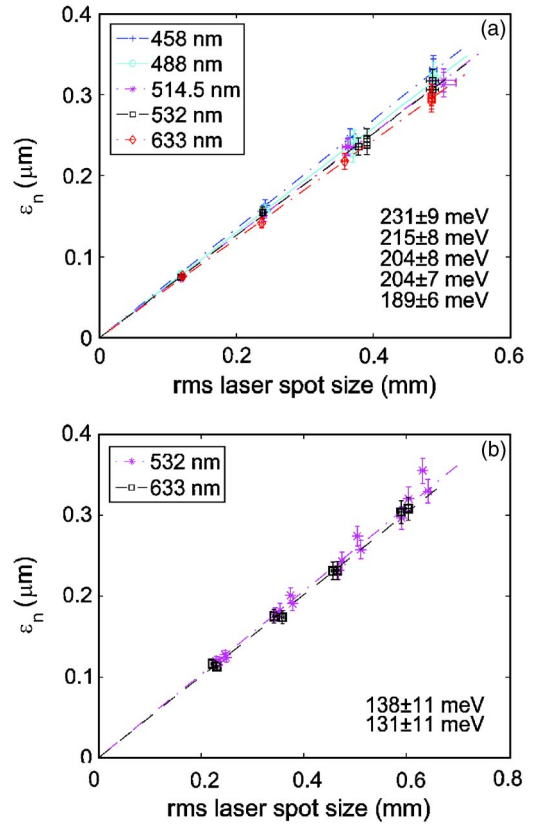 (a)
458 nm
488 nm
514.5 nm
532 nm
633 nm
0.4
0.3
0.2
0.1
0
εn (μm)
231±9 meV
215±8 meV
204±8 meV
204±7 meV
189±6 meV
0 0.2 0.4 0.6
rms laser spot size (mm)
(b)
532 nm
633 nm
0.4
0.3
0.2
0.1
0
εn (μm)
138±11 meV
131±11 meV
0 0.2 0.4 0.6 0.8
rms laser spot size (mm)